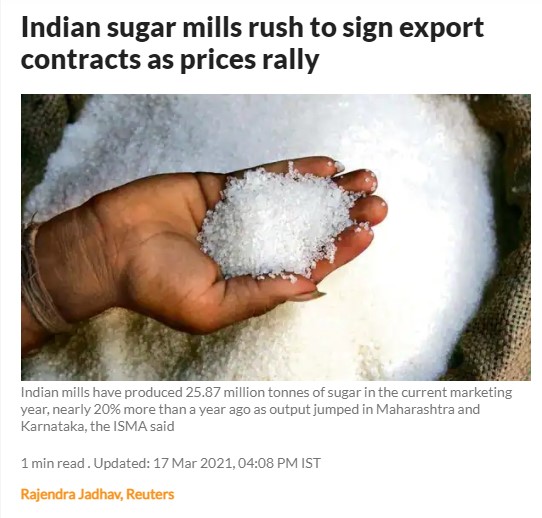 Indian sugar mills rush to sign export
contracts as prices rally
Indian mills have produced 25.87 million tonnes of sugar in the current marketing
year, nearly 20% more than a year ago as output jumped in Maharashtra and
Karnataka, the ISMA said
1 min read . Updated: 17 Mar 2021, 04:08 PM IST
Rajendra Jadhav, Reuters